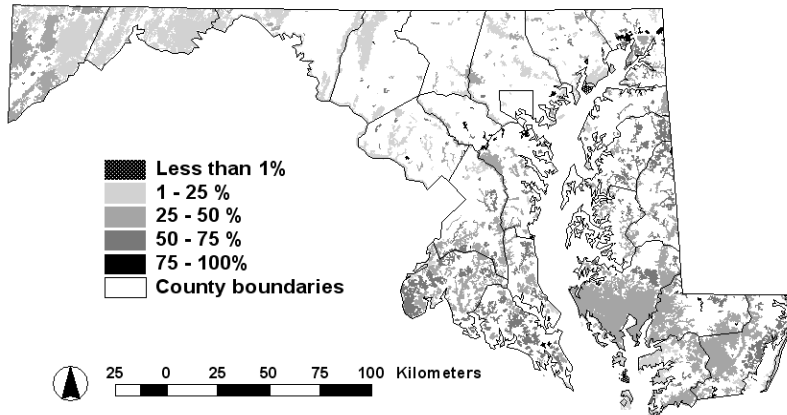 Less than 1%
1 - 25 %
25 - 50 %
50 - 75 %
75 - 100%
County boundaries
25 0 25 50 75 100 Kilometers